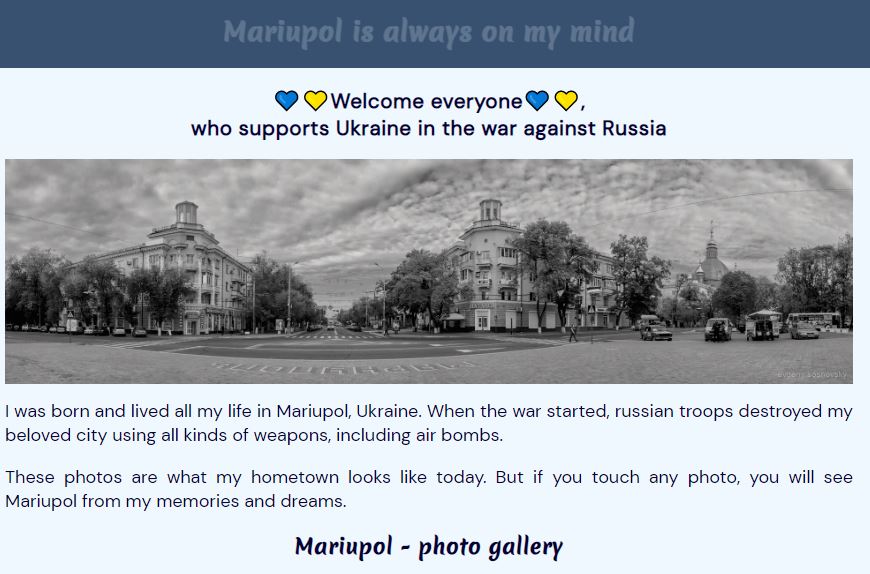 Mariupol is always on my mind
💙💛Welcome everyone💙💛,
who supports Ukraine in the war against Russia
evgeny sosnovsky
I was born and lived all my life in Mariupol, Ukraine. When the war started, russian troops destroyed my
beloved city using all kinds of weapons, including air bombs.
These photos are what my hometown looks like today. But if you touch any photo, you will see
Mariupol from my memories and dreams.
Mariupol - photo gallery